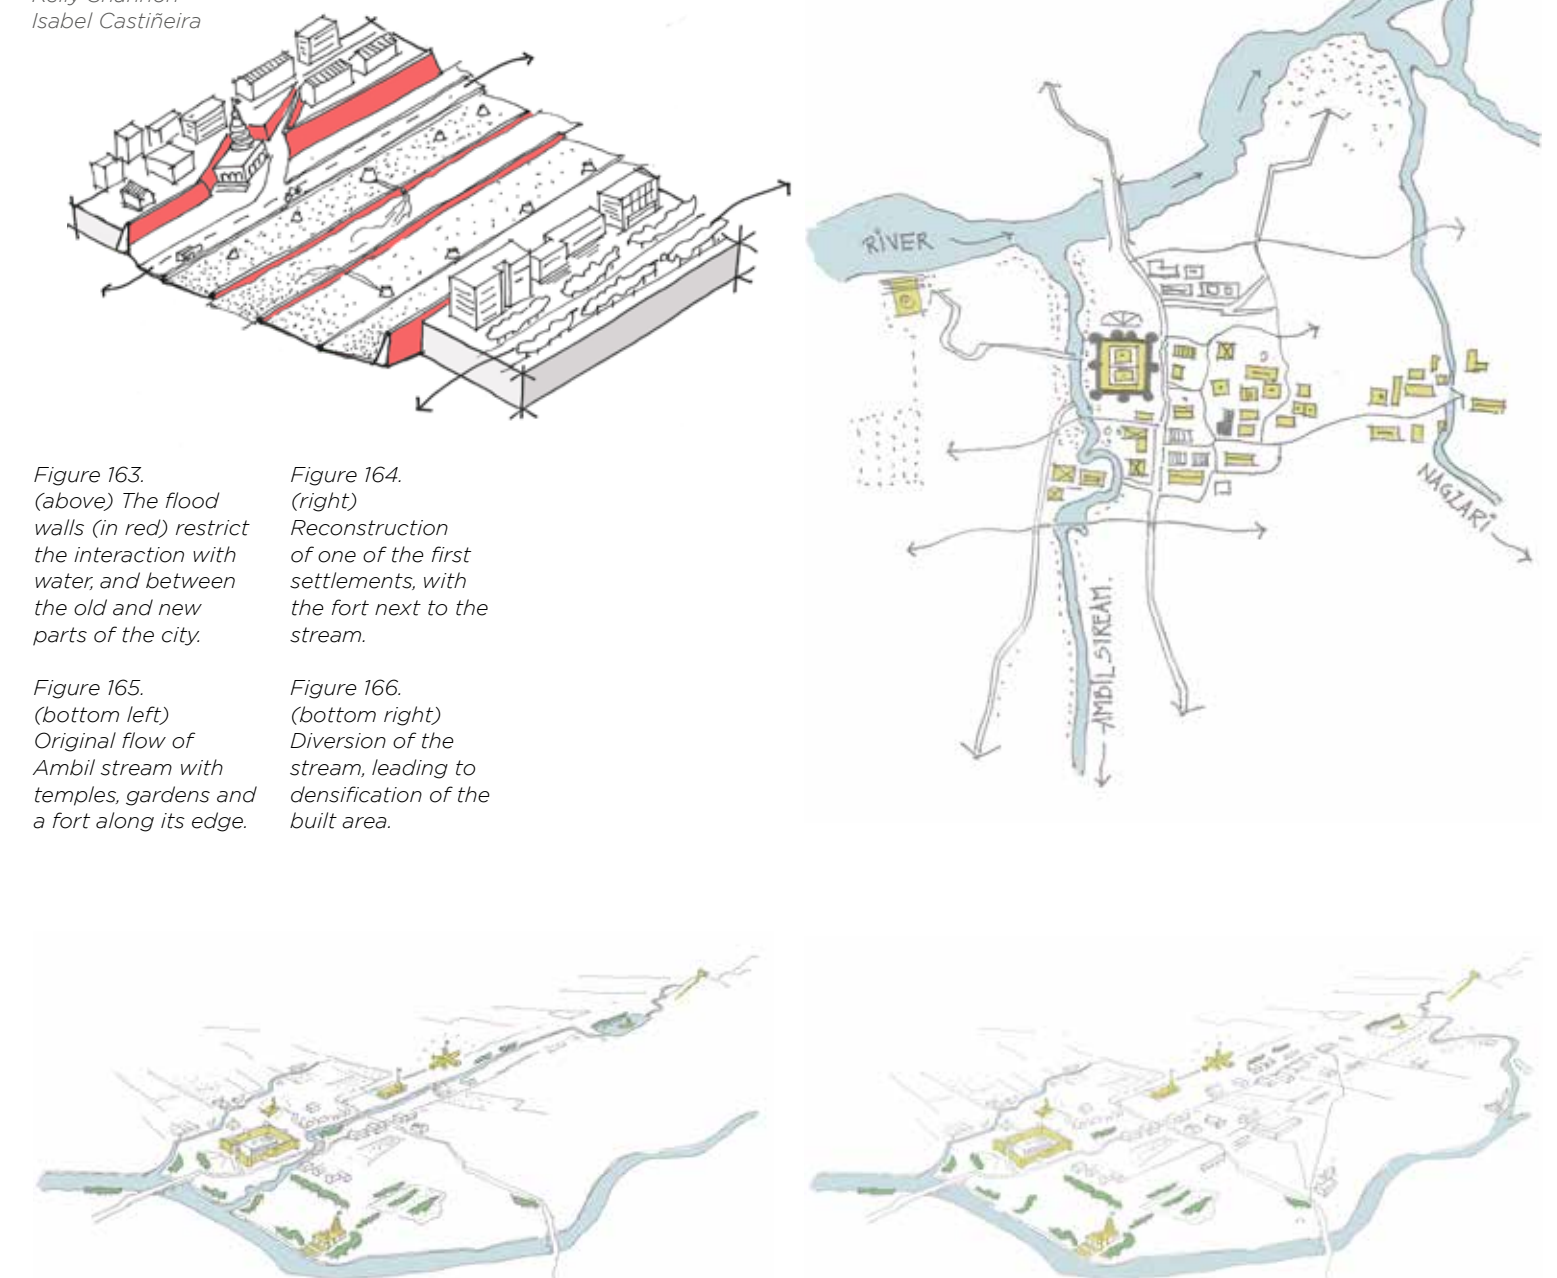 Kelly Shannon
Isabel Castiñeira
Figure 163.
(above) The flood
walls (in red) restrict
the interaction with
water, and between
the old and new
parts of the city.
Figure 164.
(right)
Reconstruction
of one of the first
settlements, with
the fort next to the
stream.
Figure 165.
(bottom left)
Original flow of
Ambil stream with
temples, gardens and
a fort along its edge.
Figure 166.
(bottom right)
Diversion of the
stream, leading to
densification of the
built area.
RIVER
NAGZARI
AMBIL STREAM.